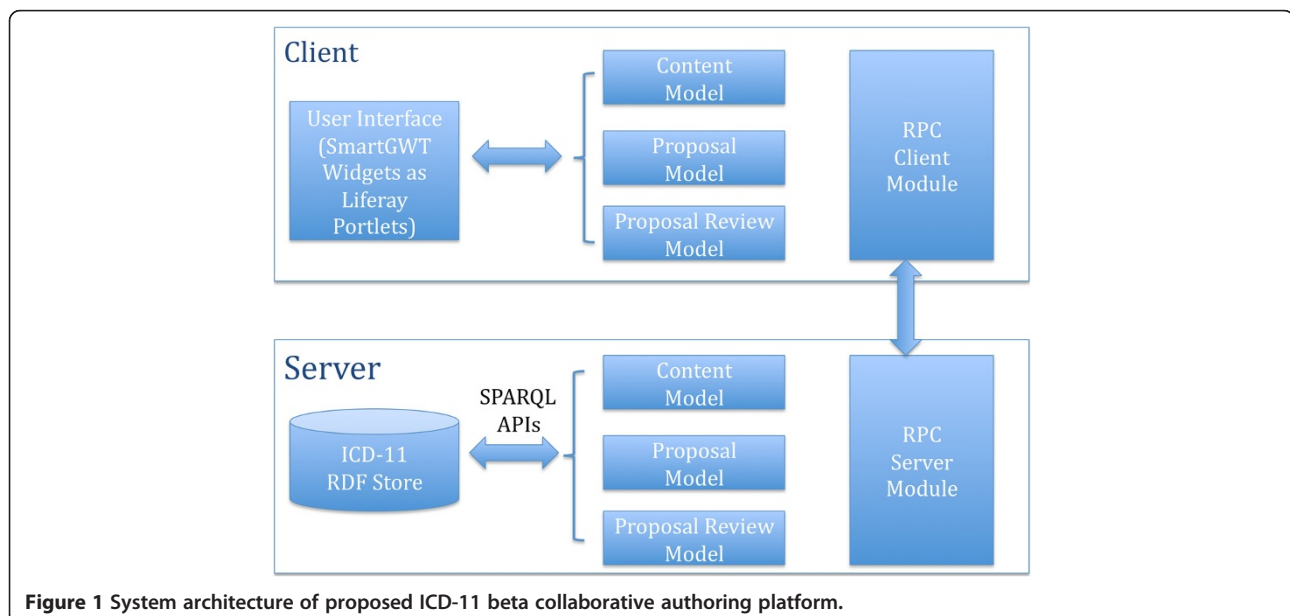 Client
User Interface
(SmartGWT
Widgets as
Liferay
Portlets)
Content
Model
Proposal
Model
Proposal Review
Model
RPC
Client
Module
Server
SPARQL
APIs
ICD-11
RDF Store
Content
Model
Proposal
Model
Proposal Review
Model
RPC
Server
Module
Figure 1 System architecture of proposed ICD-11 beta collaborative authoring platform.